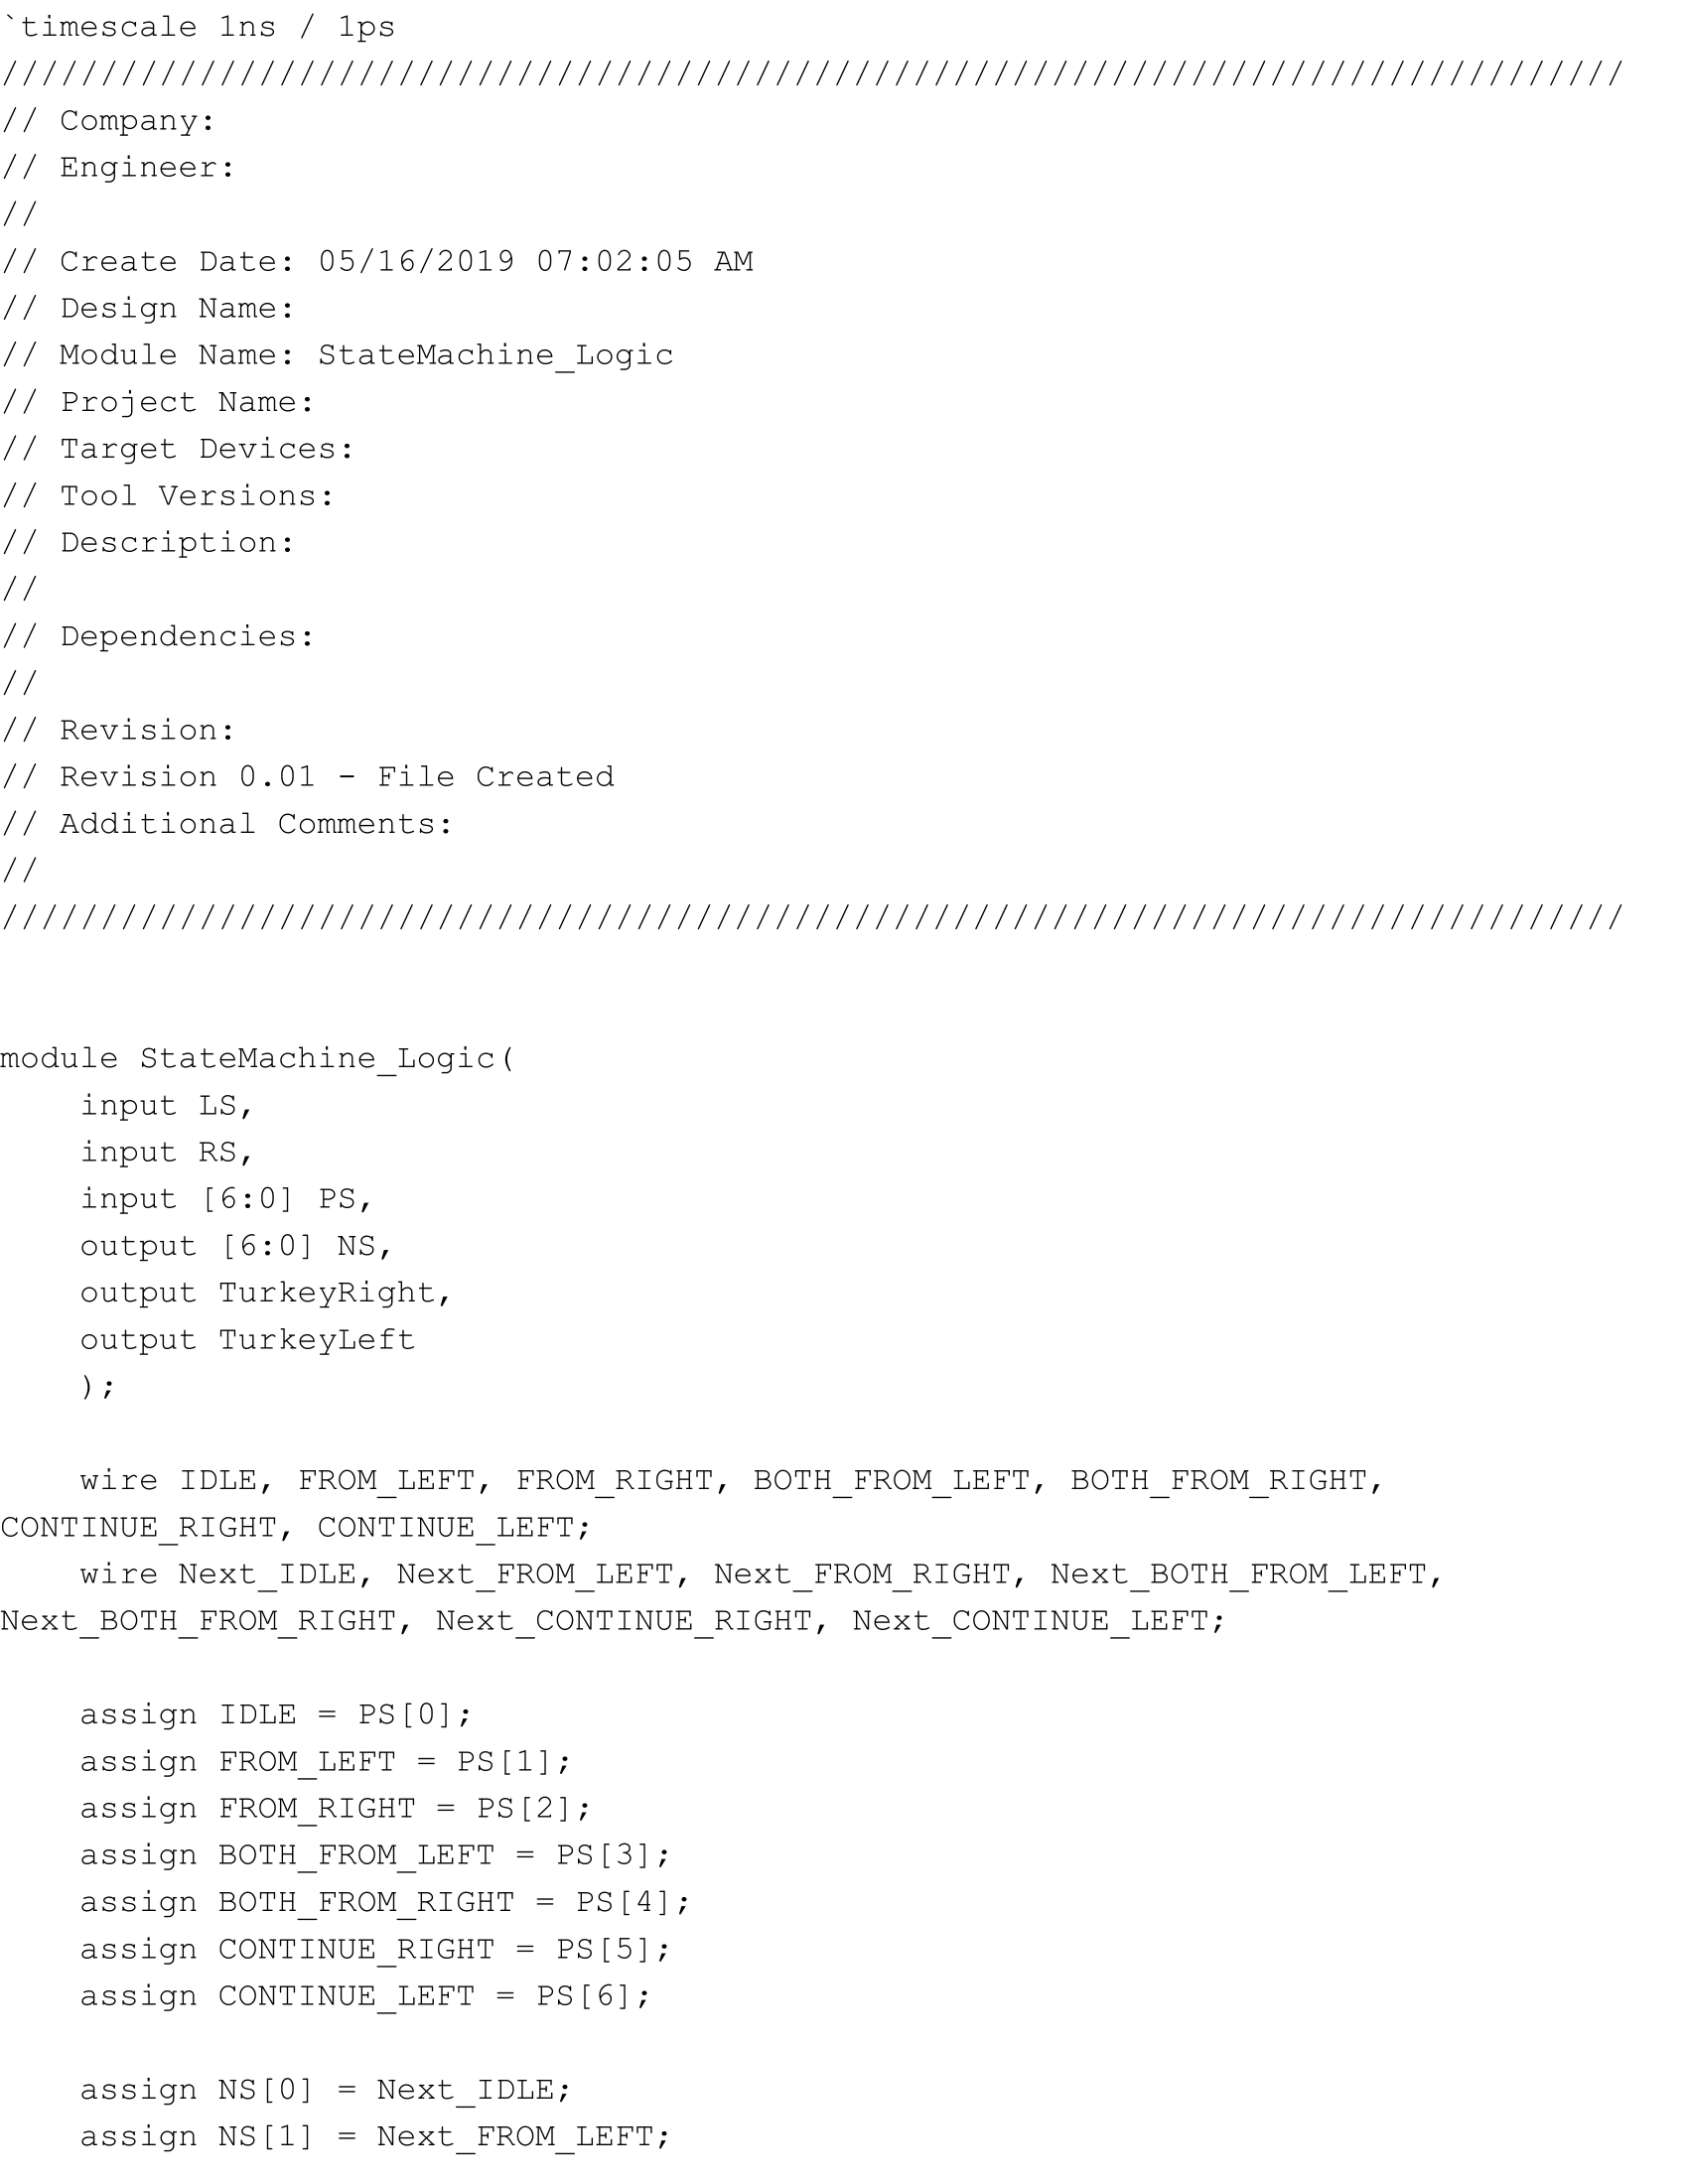 `timescale 1ns / 1ps
//////////////////////////////////////////////////////////////////////////////////
// Company:
// Engineer:
//
// Create Date: 05/16/2019 07:02:05 AM
// Design Name:
// Module Name: StateMachine_Logic
// Project Name:
// Target Devices:
// Tool Versions:
// Description:
//
// Dependencies:
//
// Revision:
// Revision 0.01 - File Created
// Additional Comments:
//
//////////////////////////////////////////////////////////////////////////////////
module StateMachine_Logic(
    input LS,
    input RS,
    input [6:0] PS,
    output [6:0] NS,
    output TurkeyRight,
    output TurkeyLeft
    );
    wire IDLE, FROM_LEFT, FROM_RIGHT, BOTH_FROM_LEFT, BOTH_FROM_RIGHT,
CONTINUE_RIGHT, CONTINUE_LEFT;
    wire Next_IDLE, Next_FROM_LEFT, Next_FROM_RIGHT, Next_BOTH_FROM_LEFT,
Next_BOTH_FROM_RIGHT, Next_CONTINUE_RIGHT, Next_CONTINUE_LEFT;
    assign IDLE = PS[0];
    assign FROM_LEFT = PS[1];
    assign FROM_RIGHT = PS[2];
    assign BOTH_FROM_LEFT = PS[3];
    assign BOTH_FROM_RIGHT = PS[4];
    assign CONTINUE_RIGHT = PS[5];
    assign CONTINUE_LEFT = PS[6];
    assign NS[0] = Next_IDLE;
    assign NS[1] = Next_FROM_LEFT;